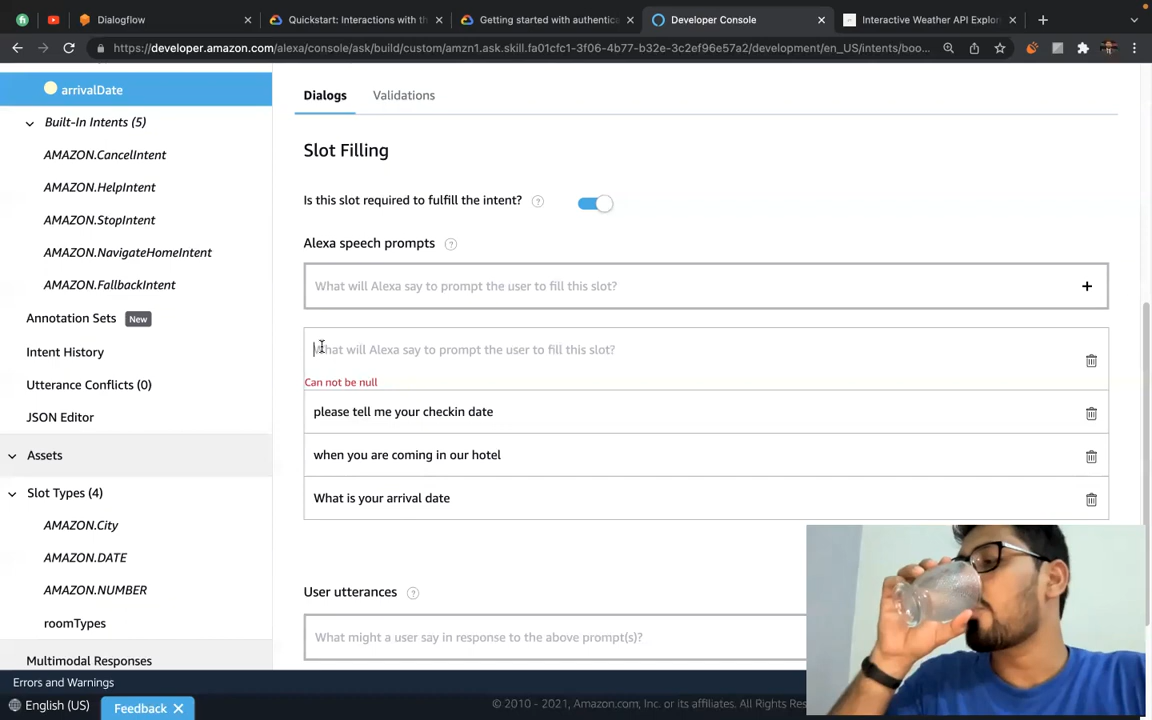 Dialogflow
Quickstart: Interactions with th
Getting started with authentica
Developer Console
Interactive Weather API Explor
https://developer.amazon.com/alexa/console/ask/build/custom/amzn1.ask.skill.fa01cfc1-3f06-4b77-b32e-3c2ef96e57a2/development/en_US/intents/boo...
arrivalDate
Built-In Intents (5)
AMAZON.CancelIntent
AMAZON.HelpIntent
AMAZON.StopIntent
AMAZON.NavigateHomeIntent
AMAZON.FallbackIntent
Annotation Sets New
Intent History
Utterance Conflicts (0)
JSON Editor
Assets
Slot Types (4)
AMAZON.City
AMAZON.DATE
AMAZON.NUMBER
roomTypes
Multimodal Responses
Dialogs Validations
Slot Filling
Is this slot required to fulfill the intent?
Alexa speech prompts
What will Alexa say to prompt the user to fill this slot?
What will Alexa say to prompt the user to fill this slot?
Can not be null
please tell me your checkin date
when you are coming in our hotel
What is your arrival date
User utterances
What might a user say in response to the above prompt(s)?
Errors and Warnings
English (US)
Feedback
© 2010 - 2021, Amazon.com, Inc. or its affiliates. All Rights Res